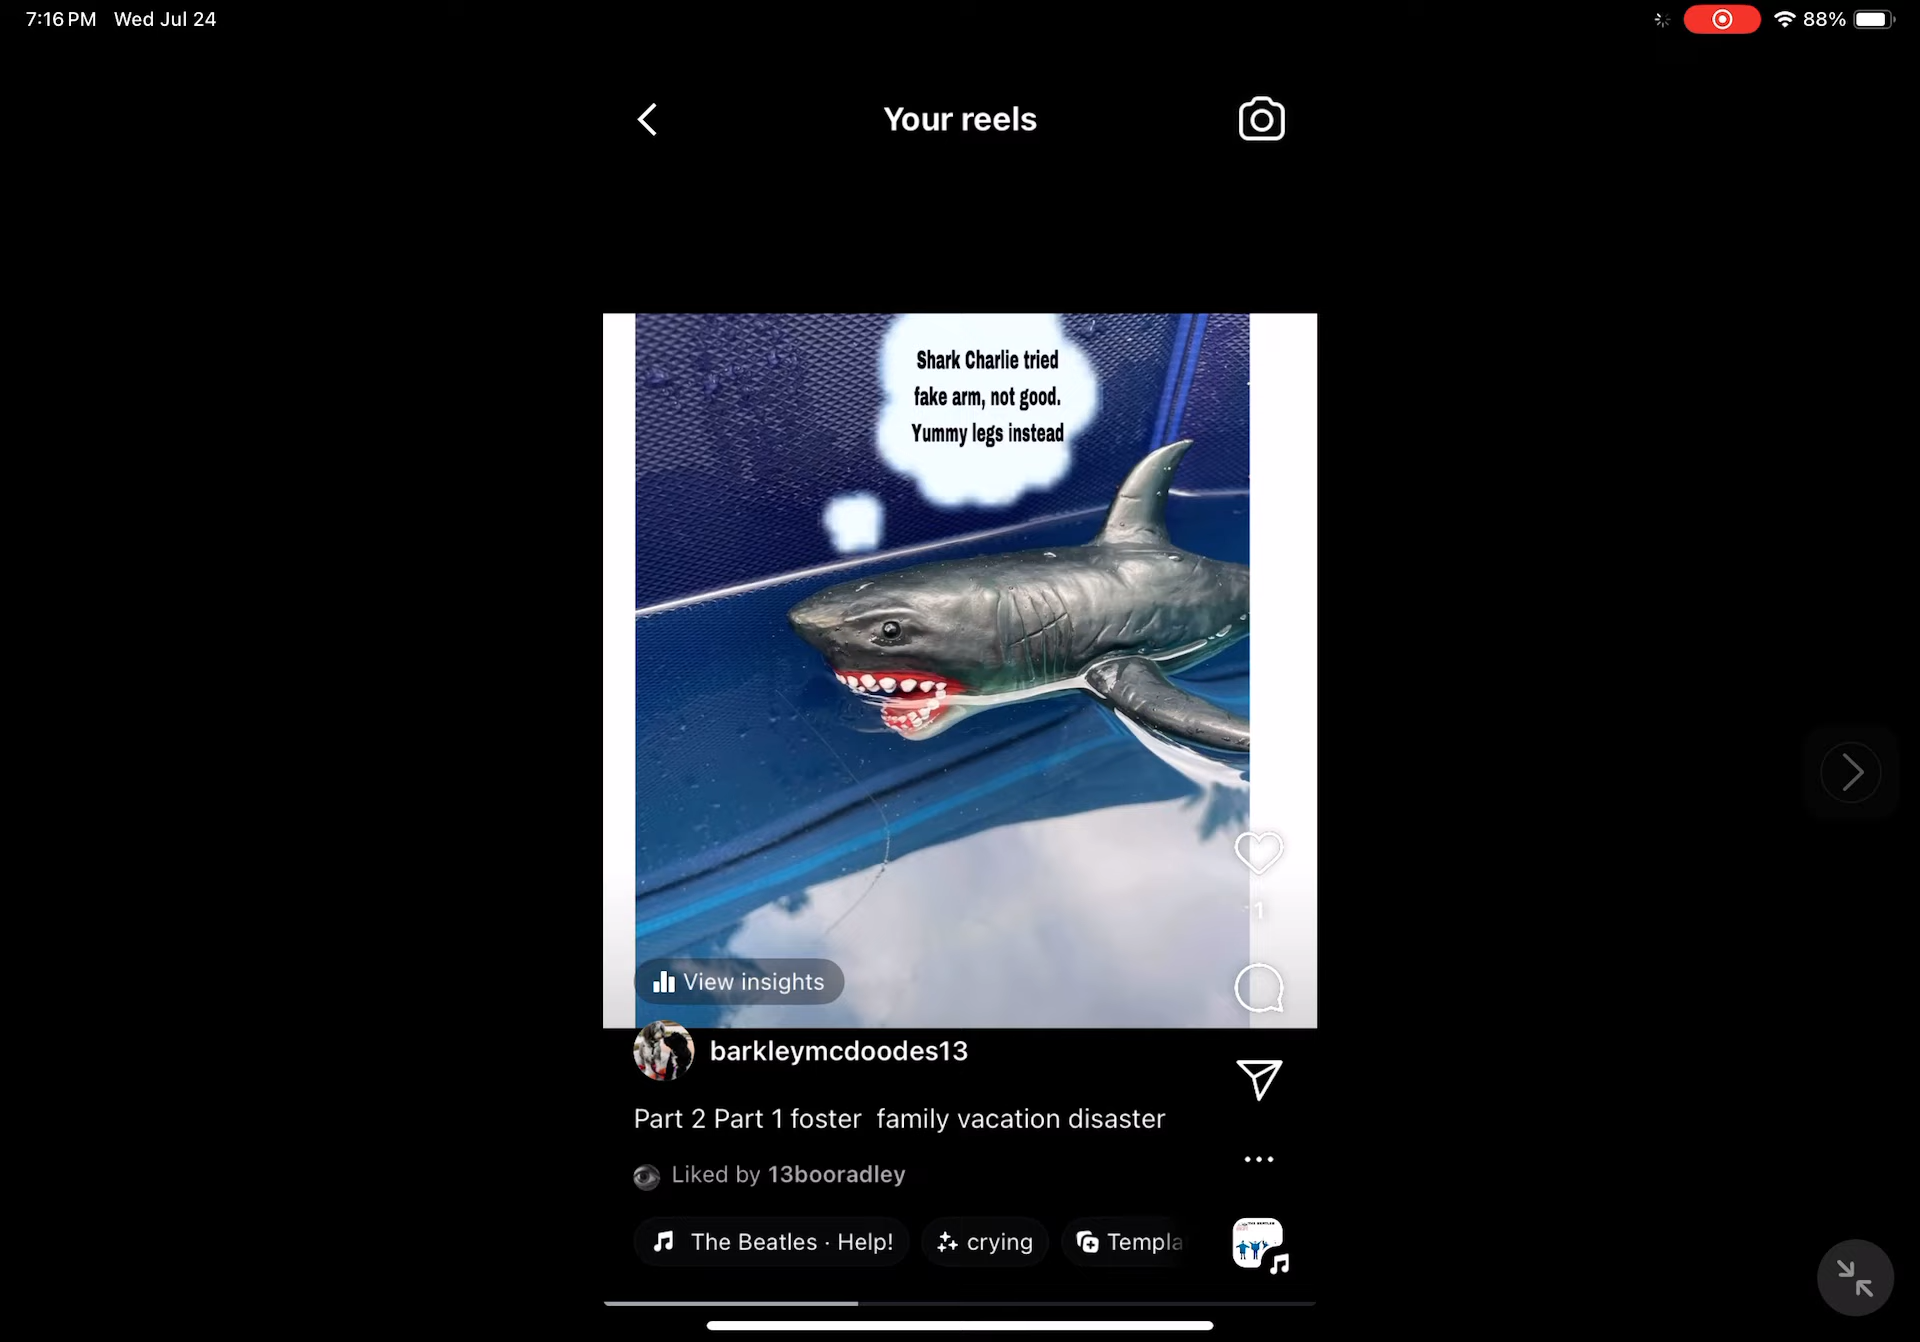 7:16 PM Wed Jul 24
88%
Your reels
Shark Charlie tried
fake arm, not good.
Yummy legs instead
1
View insights
barkleymcdoodes13
Part 2 Part 1 foster family vacation disaster
Liked by 13booradley
The Beatles · Help!
crying
Templa